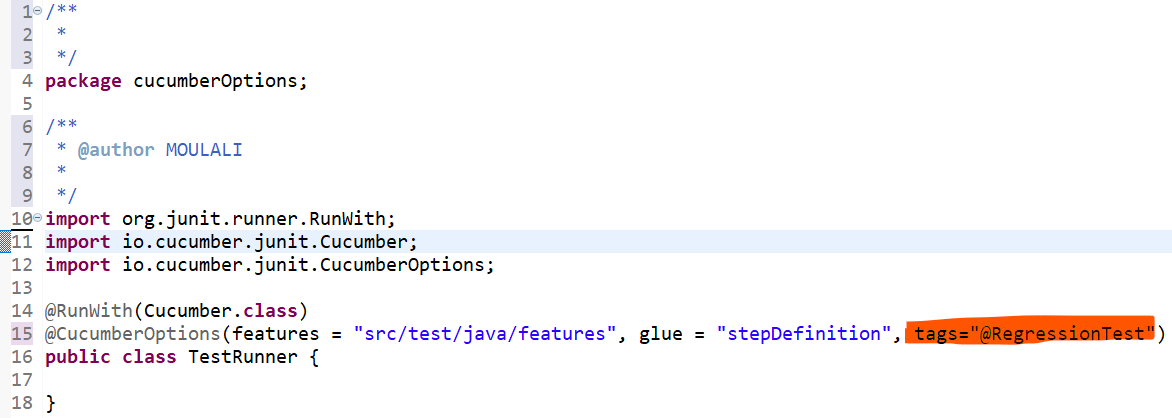 1 /**
2 *
3 */
4 package cucumberOptions;
5
6 /**
7 * @author MOULALI
8 *
9 */
10 import org.junit.runner.RunWith;
11 import io.cucumber.junit.Cucumber;
12 import io.cucumber.junit.CucumberOptions;
13
14 @RunWith(Cucumber.class)
15 @CucumberOptions(features = "src/test/java/features", glue = "stepDefinition", tags="@RegressionTest")
16 public class TestRunner {
17
18 }